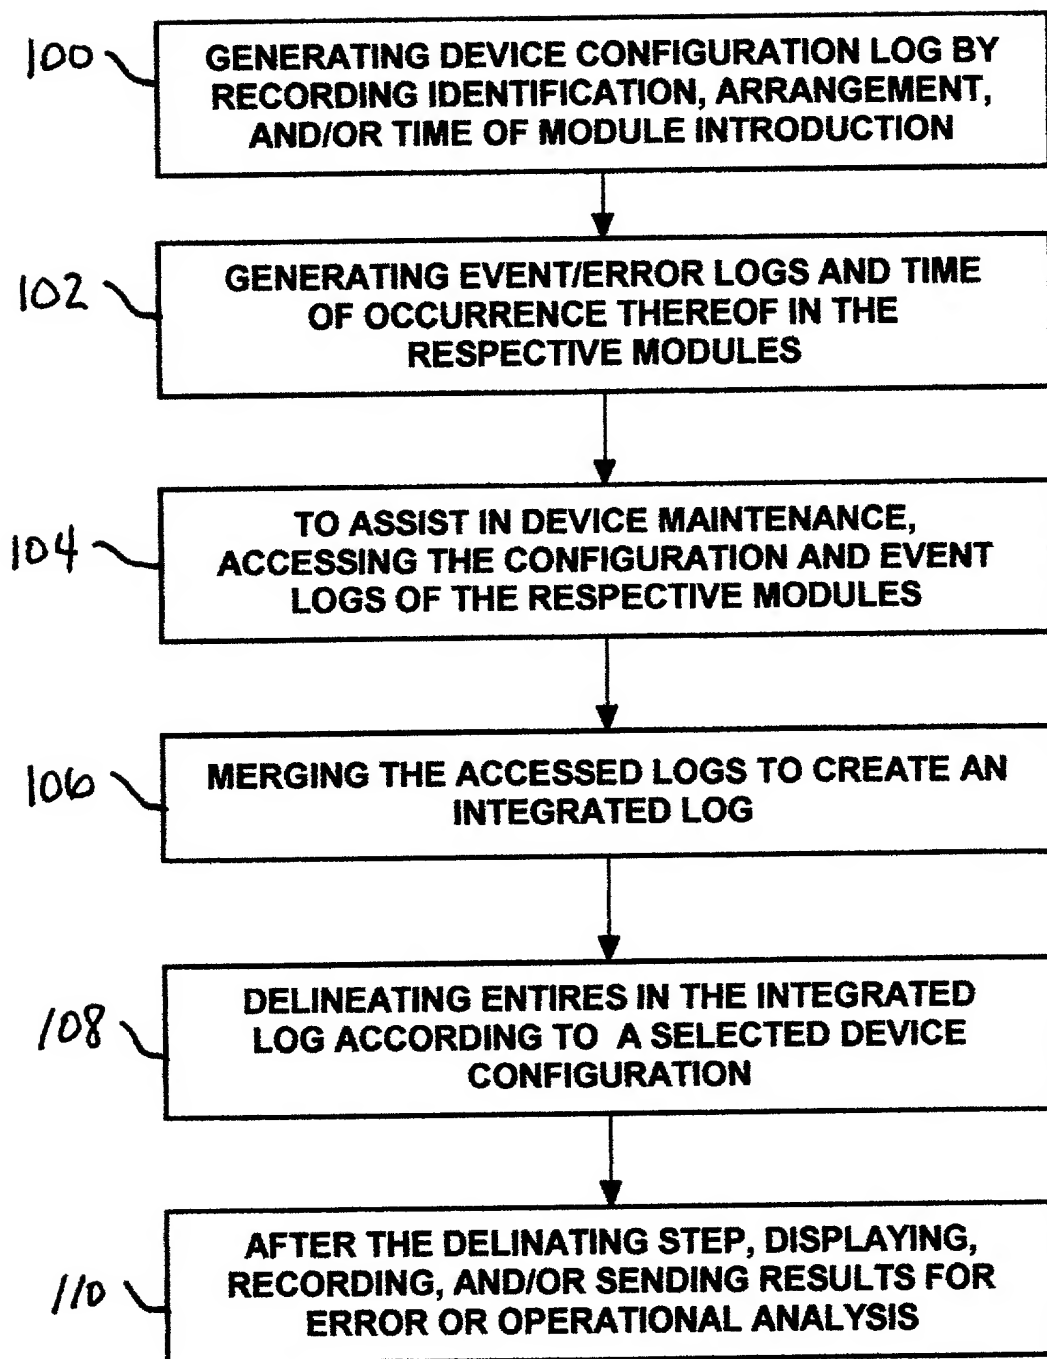 100
GENERATING DEVICE CONFIGURATION LOG BY
RECORDING IDENTIFICATION, ARRANGEMENT,
AND/OR TIME OF MODULE INTRODUCTION
102
GENERATING EVENT/ERROR LOGS AND TIME
OF OCCURRENCE THEREOF IN THE
RESPECTIVE MODULES
104
TO ASSIST IN DEVICE MAINTENANCE,
ACCESSING THE CONFIGURATION AND EVENT
LOGS OF THE RESPECTIVE MODULES
106
MERGING THE ACCESSED LOGS TO CREATE AN
INTEGRATED LOG
108
DELINEATING ENTIRES IN THE INTEGRATED
LOG ACCORDING TO A SELECTED DEVICE
CONFIGURATION
110
AFTER THE DELINATING STEP, DISPLAYING,
RECORDING, AND/OR SENDING RESULTS FOR
ERROR OR OPERATIONAL ANALYSIS